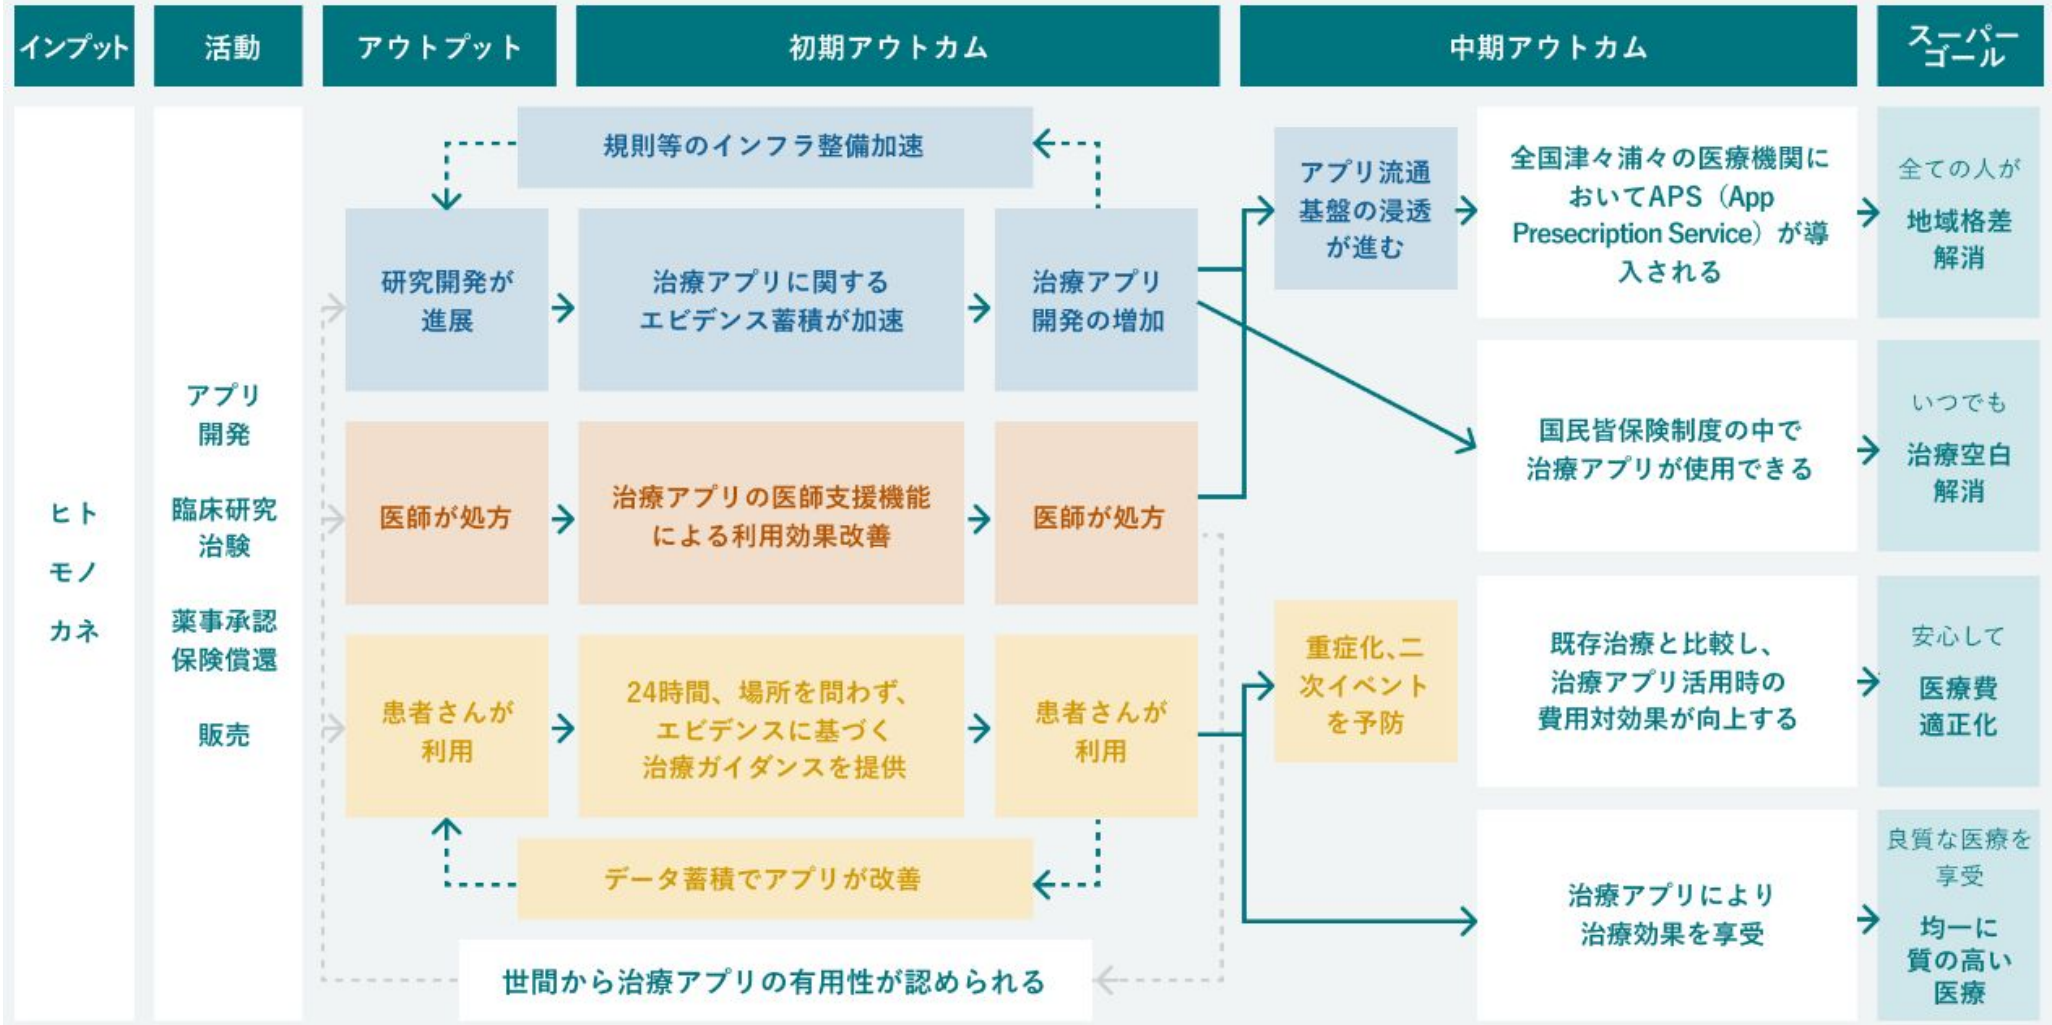 インプット
活動
アウトプット
初期アウトカム
中期アウトカム
スーパー
ゴール
ヒト
モノ
カネ
アプリ
開発
臨床研究
治験
薬事承認
保険償還
販売
規則等のインフラ整備加速
研究開発が
進展
治療アプリに関する
エビデンス蓄積が加速
治療アプリ
開発の増加
医師が処方
治療アプリの医師支援機能
による利用効果改善
医師が処方
患者さんが
利用
24時間、場所を問わず、
エビデンスに基づく
治療ガイダンスを提供
患者さんが
利用
データ蓄積でアプリが改善
世間から治療アプリの有用性が認められる
アプリ流通
基盤の浸透
が進む
全国津々浦々の医療機関に
おいてAPS（App
Presecription Service）が導
入される
国民皆保険制度の中で
治療アプリが使用できる
重症化、二
次イベント
を予防
既存治療と比較し、
治療アプリ活用時の
費用対効果が向上する
治療アプリにより
治療効果を享受
全ての人が
地域格差
解消
いつでも
治療空白
解消
安心して
医療費
適正化
良質な医療を
享受
均一に
質の高い
医療